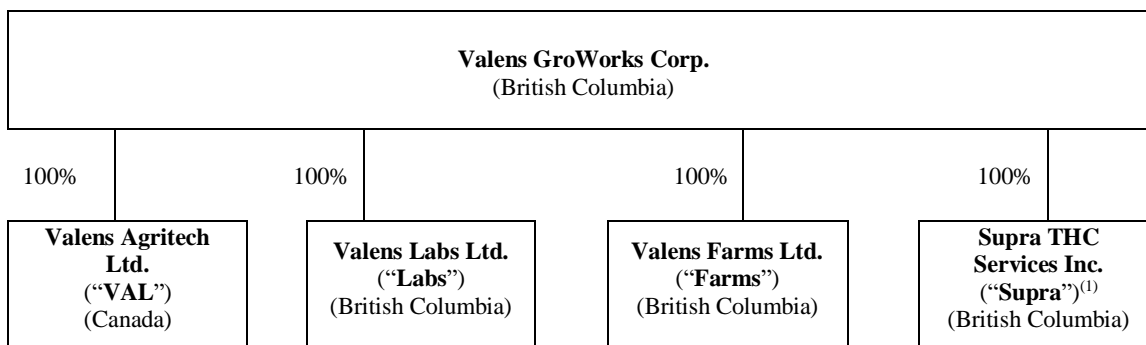 Valens GroWorks Corp.
(British Columbia)
100%
100%
100%
100%
Valens Agritech
Ltd.
(“VAL”)
(Canada)
Valens Labs Ltd.
(“Labs”)
(British Columbia)
Valens Farms Ltd.
(“Farms”)
(British Columbia)
Supra THC
Services Inc.
(“Supra”)(1)
(British Columbia)